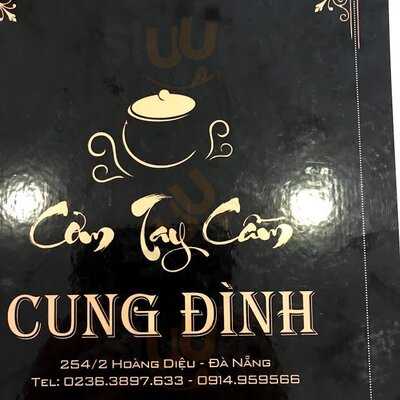 Cơm Tay Cầm
CUNG ĐÌNH
254/2 HOÀNG DIỆU - ĐÀ NẴNG
TEL: 0236.3897.633 - 0914.959566